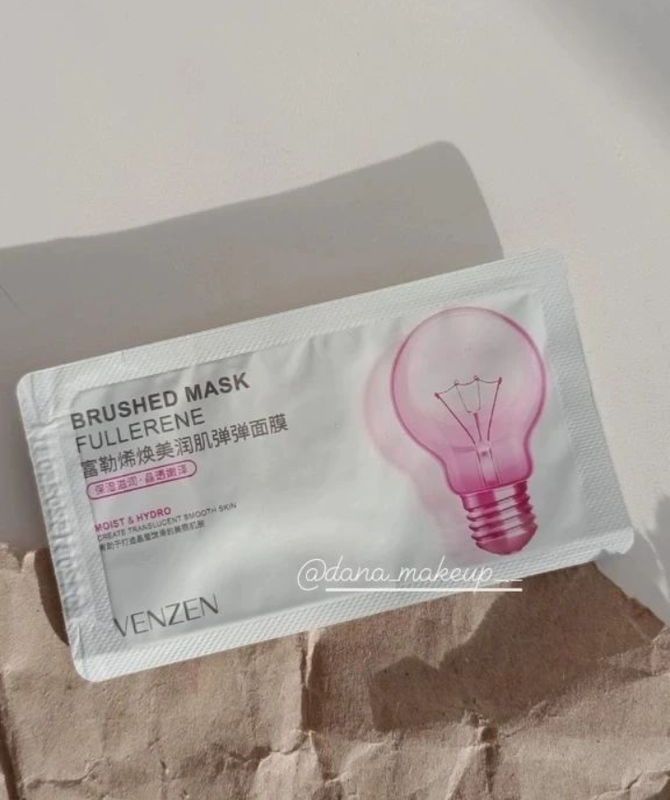 BRUSHED MASK
FULLERENE
富勒烯焕美润肌弹弹面膜
保湿滋润·晶透嫩泽
MOIST & HYDRO
CREATE TRANSLUCENT SMOOTH SKIN
VENZEN
@dana_makeup__